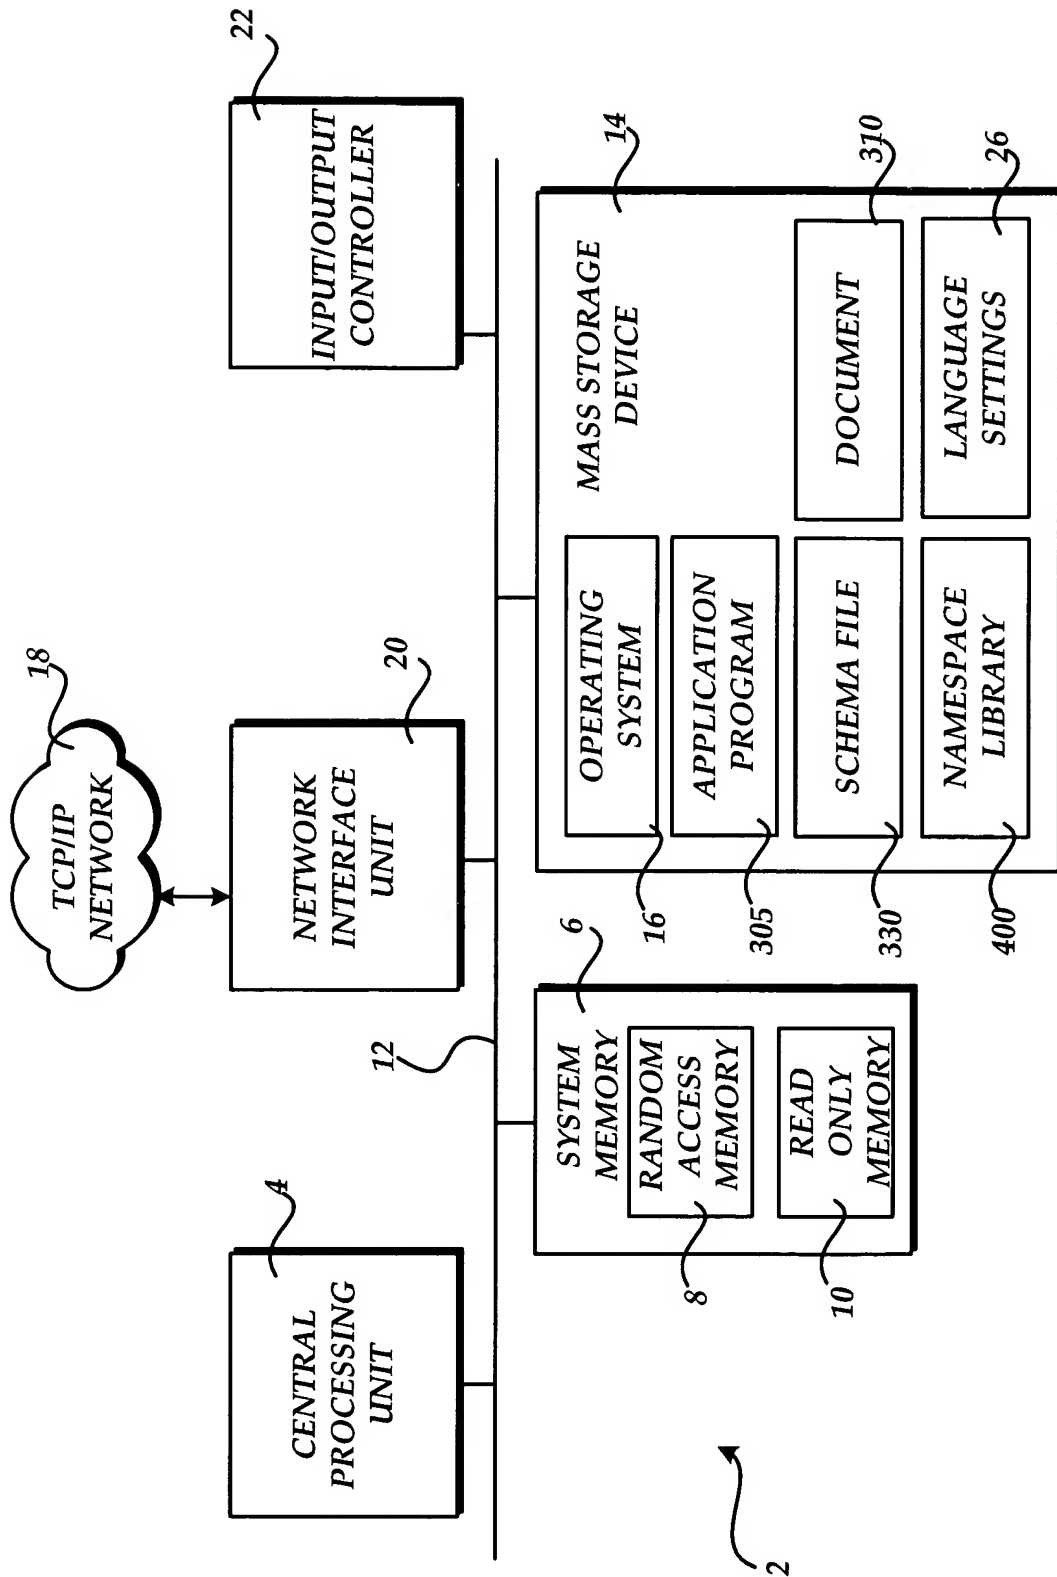 18
TCP/IP
NETWORK
4
CENTRAL
PROCESSING
UNIT
20
NETWORK
INTERFACE
UNIT
22
INPUT/OUTPUT
CONTROLLER
12
6
SYSTEM
MEMORY
RANDOM
ACCESS
MEMORY
8
READ
ONLY
MEMORY
10
14
MASS STORAGE
DEVICE
OPERATING
SYSTEM
16
APPLICATION
PROGRAM
305
SCHEMA FILE
330
DOCUMENT
310
NAMESPACE
LIBRARY
400
LANGUAGE
SETTINGS
26
2